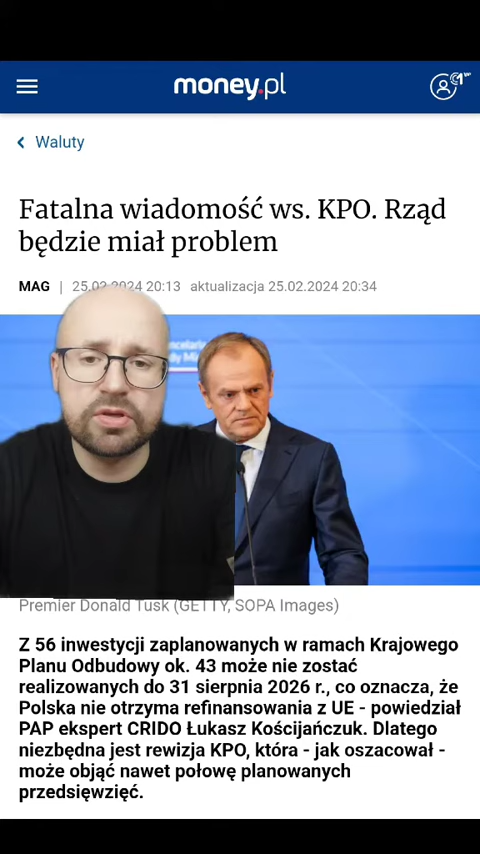 money.pl
Waluty
Fatalna wiadomość ws. KPO. Rząd
będzie miał problem
MAG | 25.02.2024 20:13 aktualizacja 25.02.2024 20:34
Premier Donald Tusk (GETTY, SOPA Images)
Z 56 inwestycji zaplanowanych w ramach Krajowego
Planu Odbudowy ok. 43 może nie zostać
realizowanych do 31 sierpnia 2026 r., co oznacza, że
Polska nie otrzyma refinansowania z UE - powiedział
PAP ekspert CRIDO Łukasz Kościjańczuk. Dlatego
niezbędna jest rewizja KPO, która - jak oszacował -
może objąć nawet połowę planowanych
przedsięwzięć.